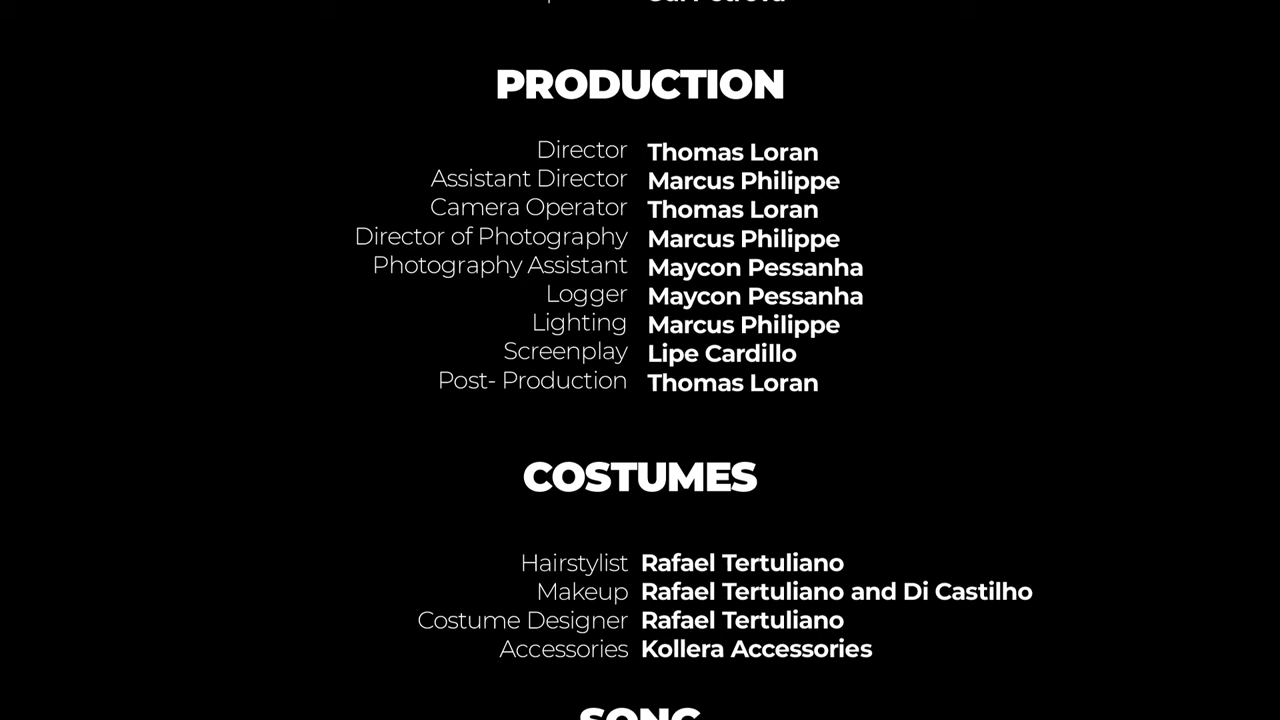 PRODUCTION
Director Thomas Loran
Assistant Director Marcus Philippe
Camera Operator Thomas Loran
Director of Photography Marcus Philippe
Photography Assistant Maycon Pessanha
Logger Maycon Pessanha
Lighting Marcus Philippe
Screenplay Lipe Cardillo
Post- Production Thomas Loran
COSTUMES
Hairstylist Rafael Tertuliano
Makeup Rafael Tertuliano and Di Castilho
Costume Designer Rafael Tertuliano
Accessories Kollera Accessories
SONG